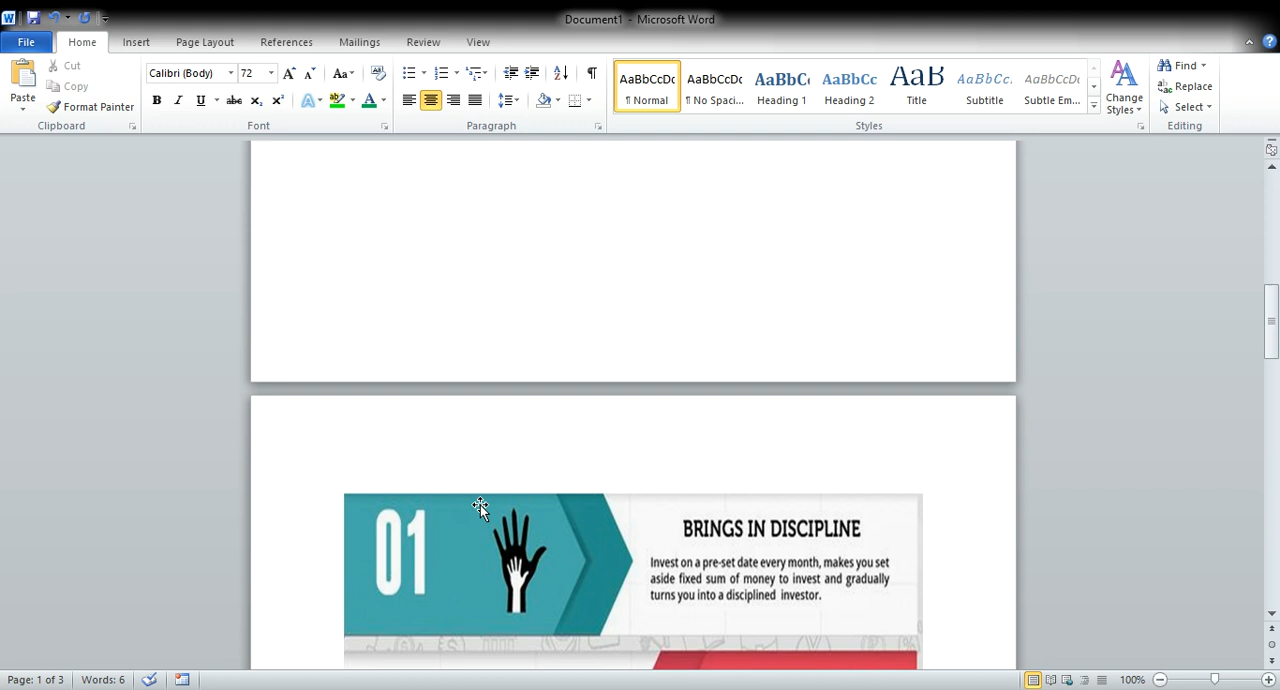 Document1 - Microsoft Word
File Home Insert Page Layout References Mailings Review View
Paste
Cut
Copy
Format Painter
Clipboard
Calibri (Body) 72
Font
Paragraph
AaBbCcDc AaBbCcDc AaBbC AaBbCc AaB AaBbCc. AaBbCcDc
¶ Normal ¶ No Spaci... Heading 1 Heading 2 Title Subtitle Subtle Em...
Change
Styles
Styles
Find
Replace
Select
Editing
01
BRINGS IN DISCIPLINE
Invest on a pre-set date every month, makes you set
aside fixed sum of money to invest and gradually
turns you into a disciplined investor.
Page: 1 of 3 Words: 6 100%